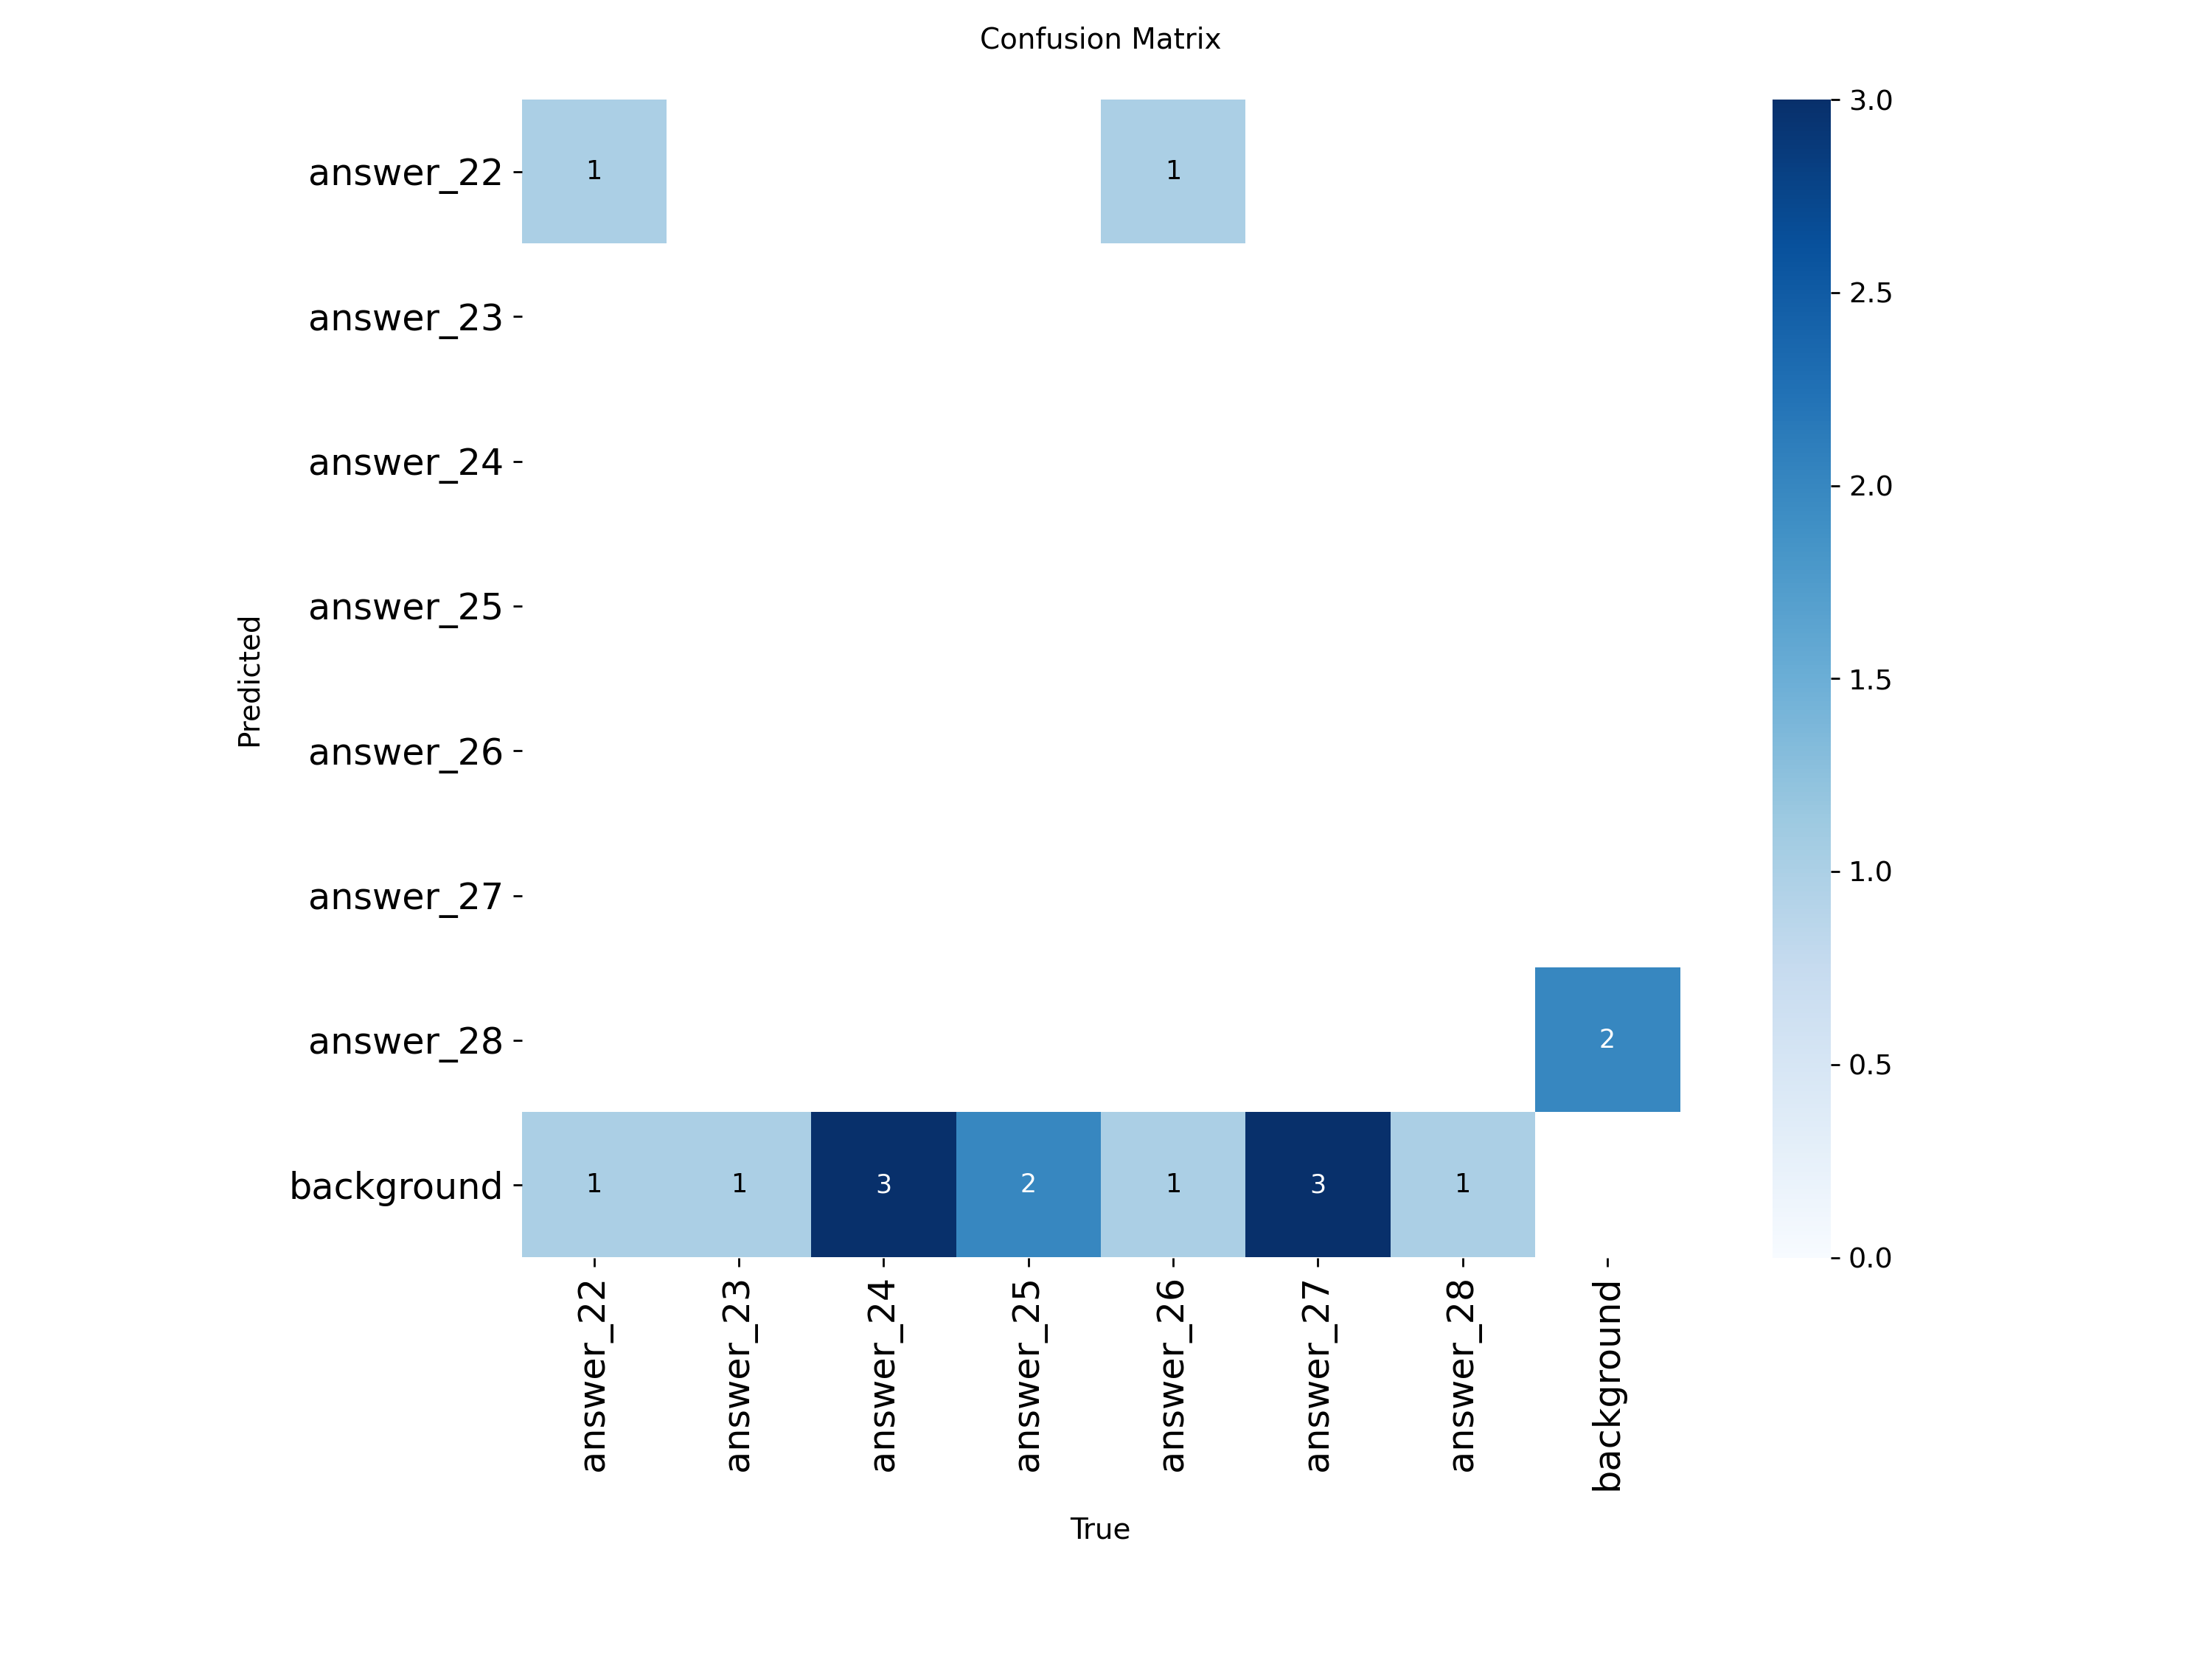 Confusion Matrix
answer_22
1
1
3.0
answer_23
2.5
answer_24
2.0
answer_25
1.5
Predicted
answer_26
1.0
answer_27
0.5
answer_28
2
background
1
1
3
2
1
3
1
0.0
answer_22
answer_23
answer_24
answer_25
answer_26
answer_27
answer_28
background
True